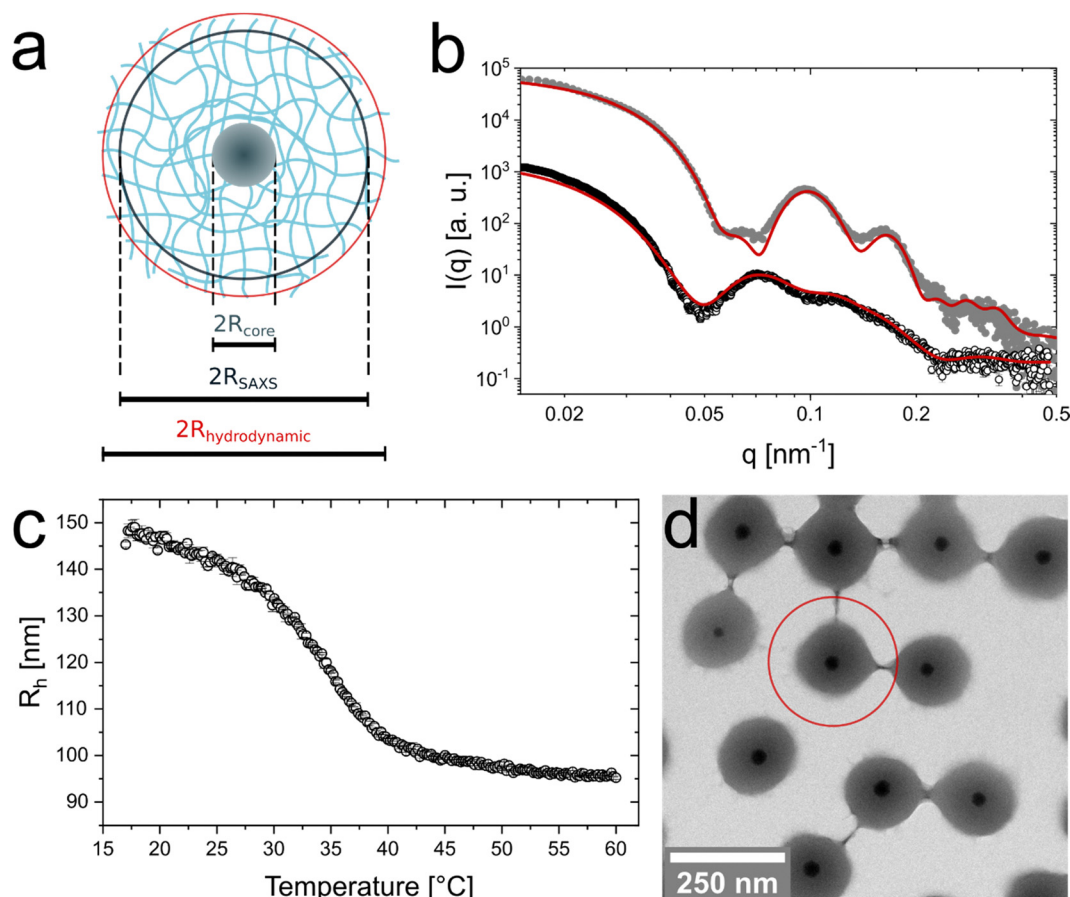 a
2R_core
2R_SAXS
2R_hydrodynamic
b
I(q) [a. u.]
10^5
10^4
10^3
10^2
10^1
10^0
10^-1
0.02 0.05 0.1 0.2 0.5
q [nm^-1]
c
R_h [nm]
150
140
130
120
110
100
90
15 20 25 30 35 40 45 50 55 60 65
Temperature [°C]
d
250 nm